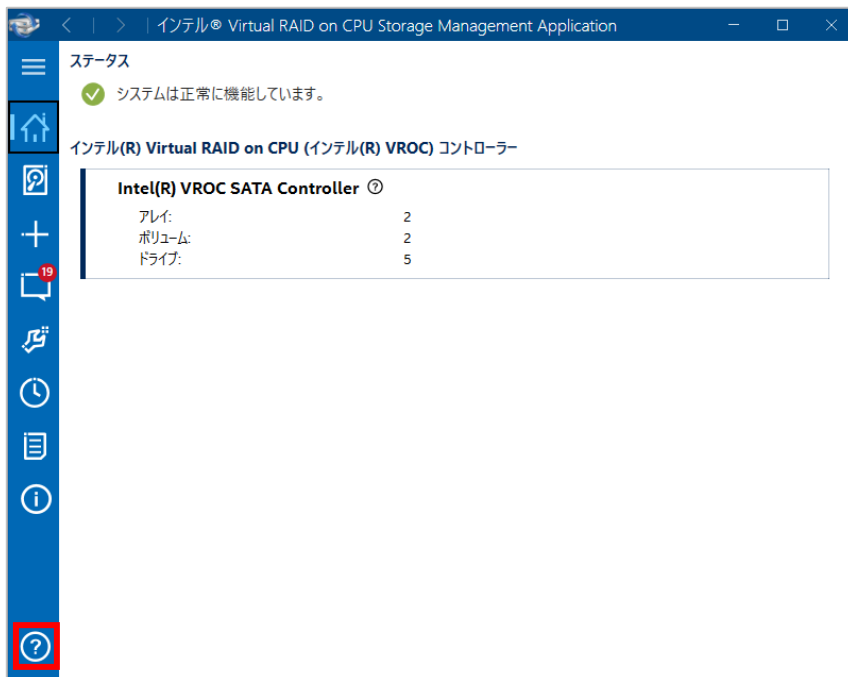 インテル® Virtual RAID on CPU Storage Management Application
ステータス
システムは正常に機能しています。
インテル(R) Virtual RAID on CPU (インテル(R) VROC) コントローラー
Intel(R) VROC SATA Controller ?
アレイ: 2
ボリューム: 2
ドライブ: 5
19
?